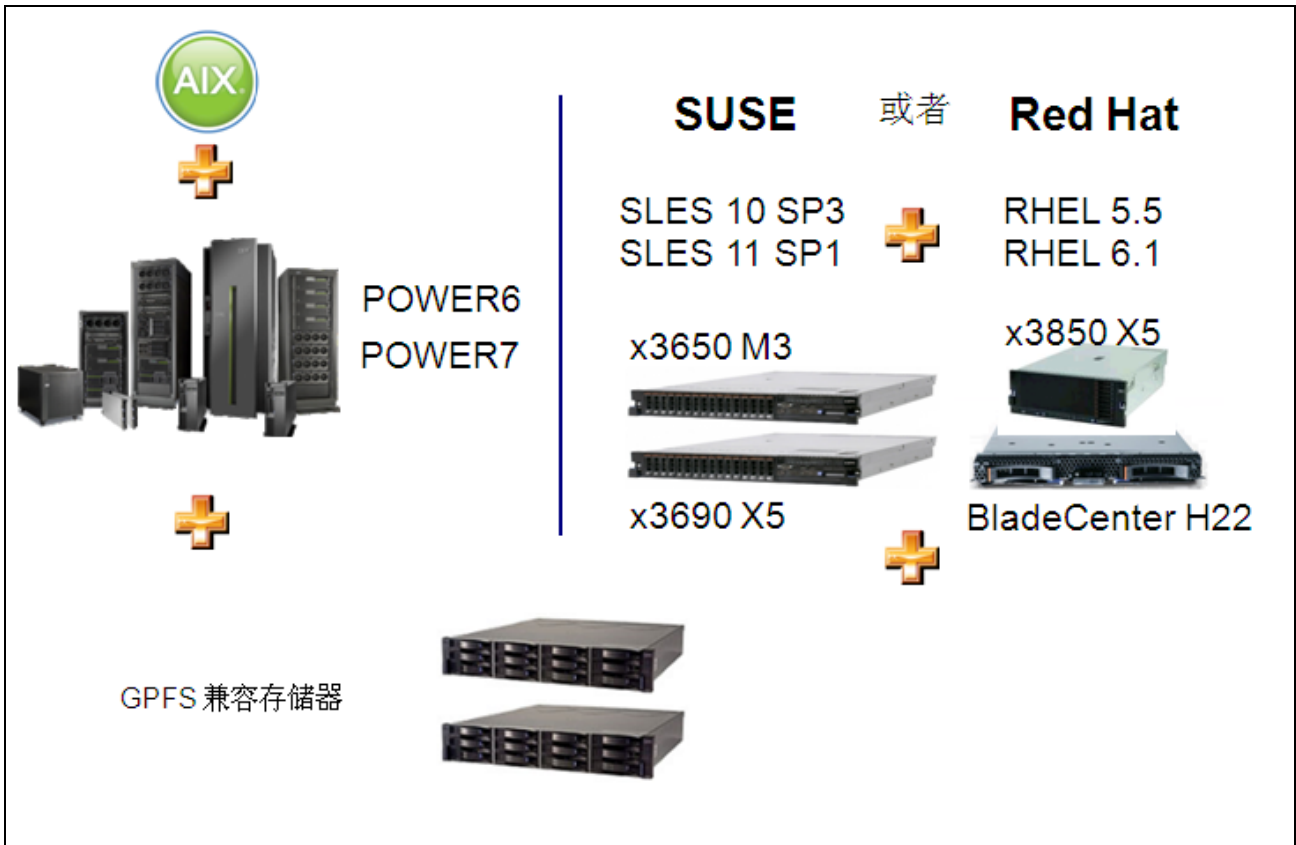 AIX
POWER6
POWER7
SUSE 或者 Red Hat
SLES 10 SP3
SLES 11 SP1
RHEL 5.5
RHEL 6.1
x3650 M3
x3850 X5
x3690 X5
BladeCenter H22
GPFS 兼容存储器